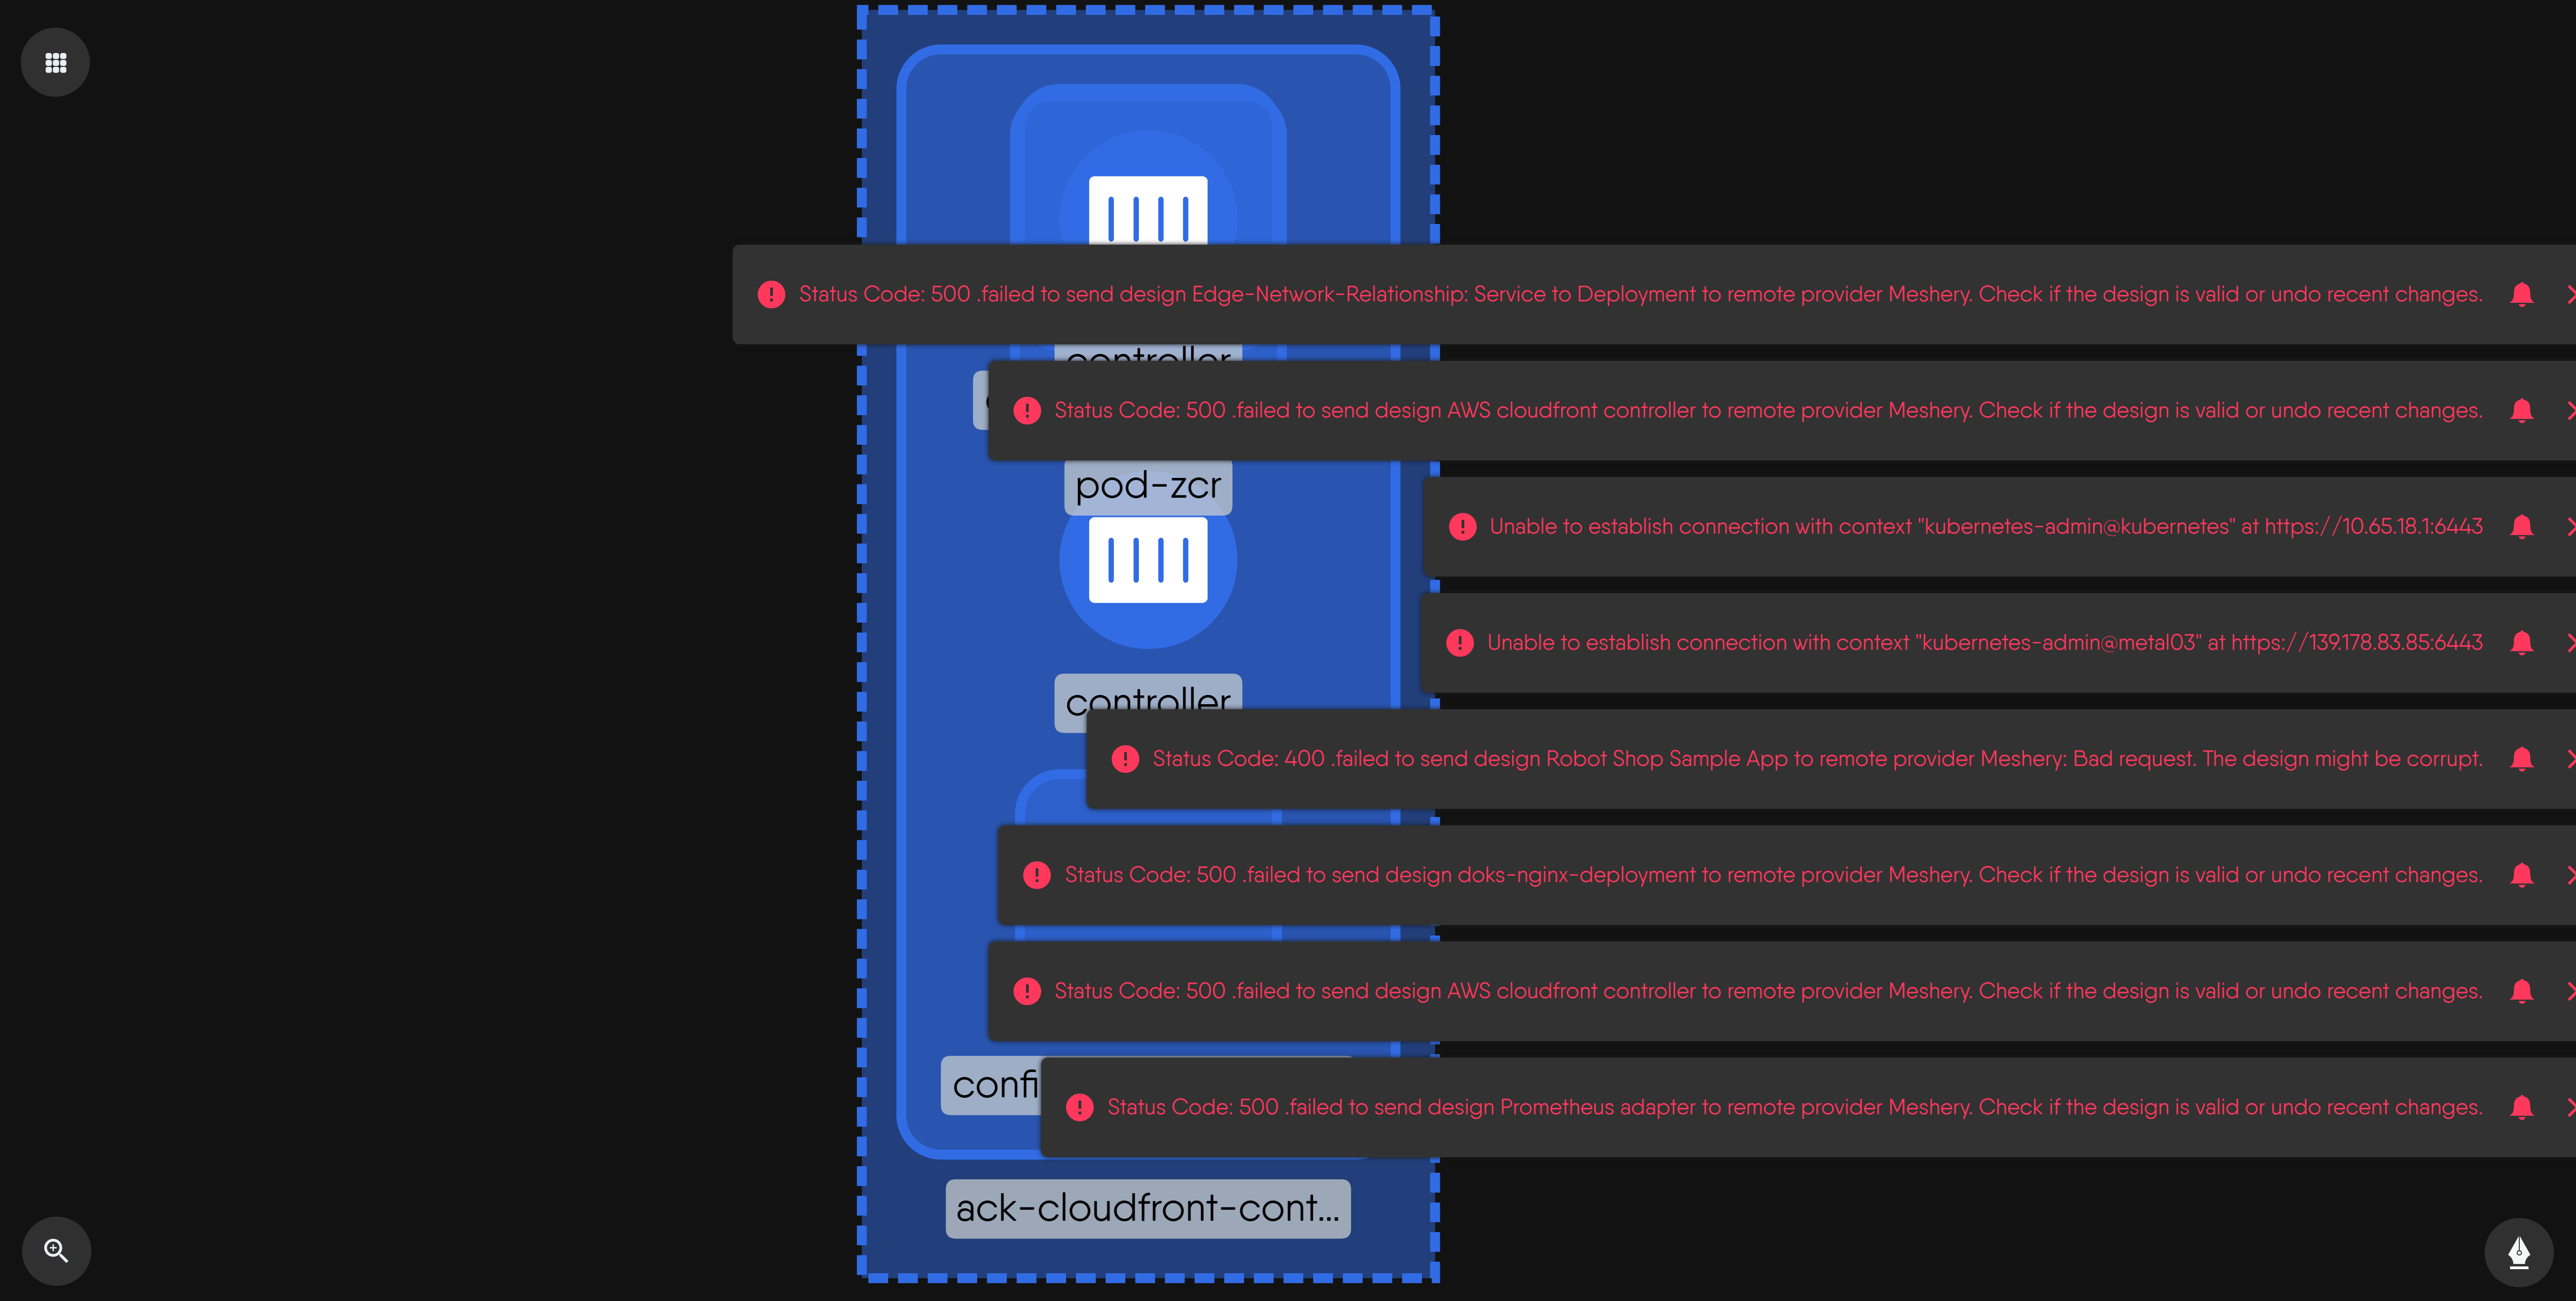 Status Code: 500 .failed to send design Edge-Network-Relationship: Service to Deployment to remote provider Meshery. Check if the design is valid or undo recent changes.
controller
Status Code: 500 .failed to send design AWS cloudfront controller to remote provider Meshery. Check if the design is valid or undo recent changes.
pod-zcr
Unable to establish connection with context "kubernetes-admin@kubernetes" at https://10.65.18.1:6443
Unable to establish connection with context "kubernetes-admin@metal03" at https://139.178.83.85:6443
controller
Status Code: 400 .failed to send design Robot Shop Sample App to remote provider Meshery: Bad request. The design might be corrupt.
Status Code: 500 .failed to send design doks-nginx-deployment to remote provider Meshery. Check if the design is valid or undo recent changes.
Status Code: 500 .failed to send design AWS cloudfront controller to remote provider Meshery. Check if the design is valid or undo recent changes.
confi
Status Code: 500 .failed to send design Prometheus adapter to remote provider Meshery. Check if the design is valid or undo recent changes.
ack-cloudfront-cont...